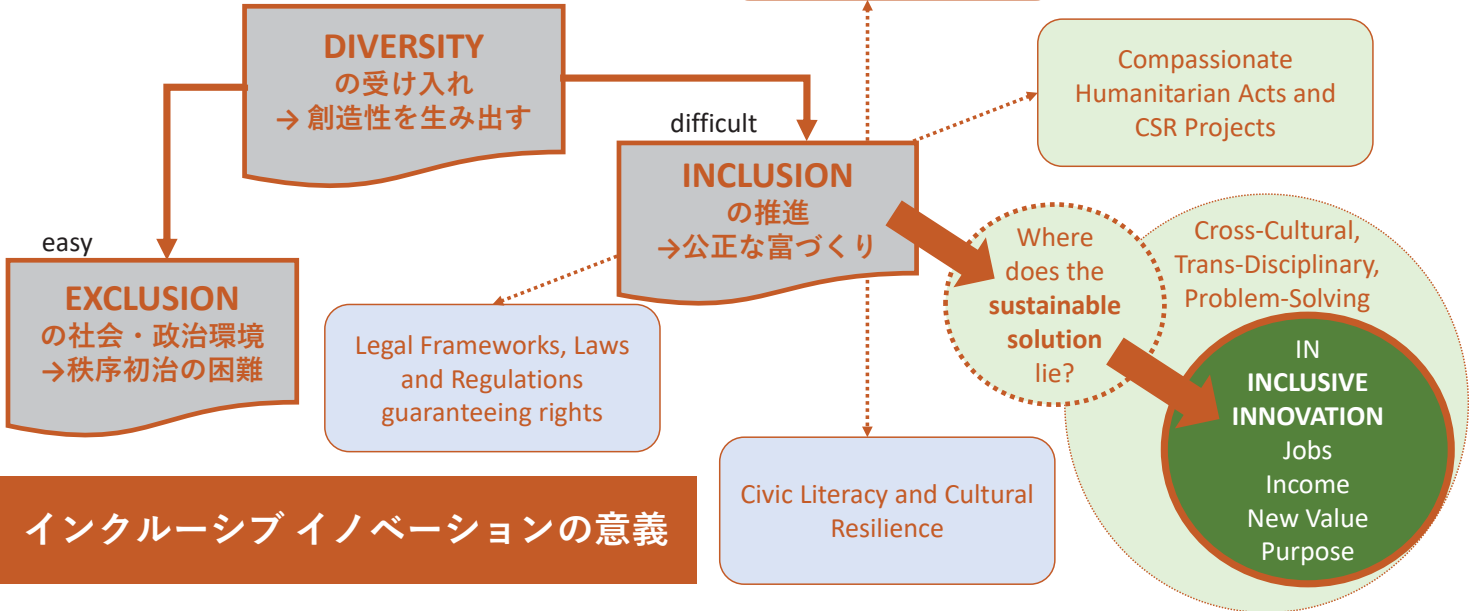 DIVERSITY
の受け入れ
→ 創造性を生み出す
difficult
Compassionate
Humanitarian Acts and
CSR Projects
INCLUSION
の推進
→公正な富づくり
easy
EXCLUSION
の社会・政治環境
→秩序初治の困難
Legal Frameworks, Laws
and Regulations
guaranteeing rights
Where
does the
sustainable
solution
lie?
Cross-Cultural,
Trans-Disciplinary,
Problem-Solving
IN
INCLUSIVE
INNOVATION
Jobs
Income
New Value
Purpose
Civic Literacy and Cultural
Resilience
インクルーシブ イノベーションの意義